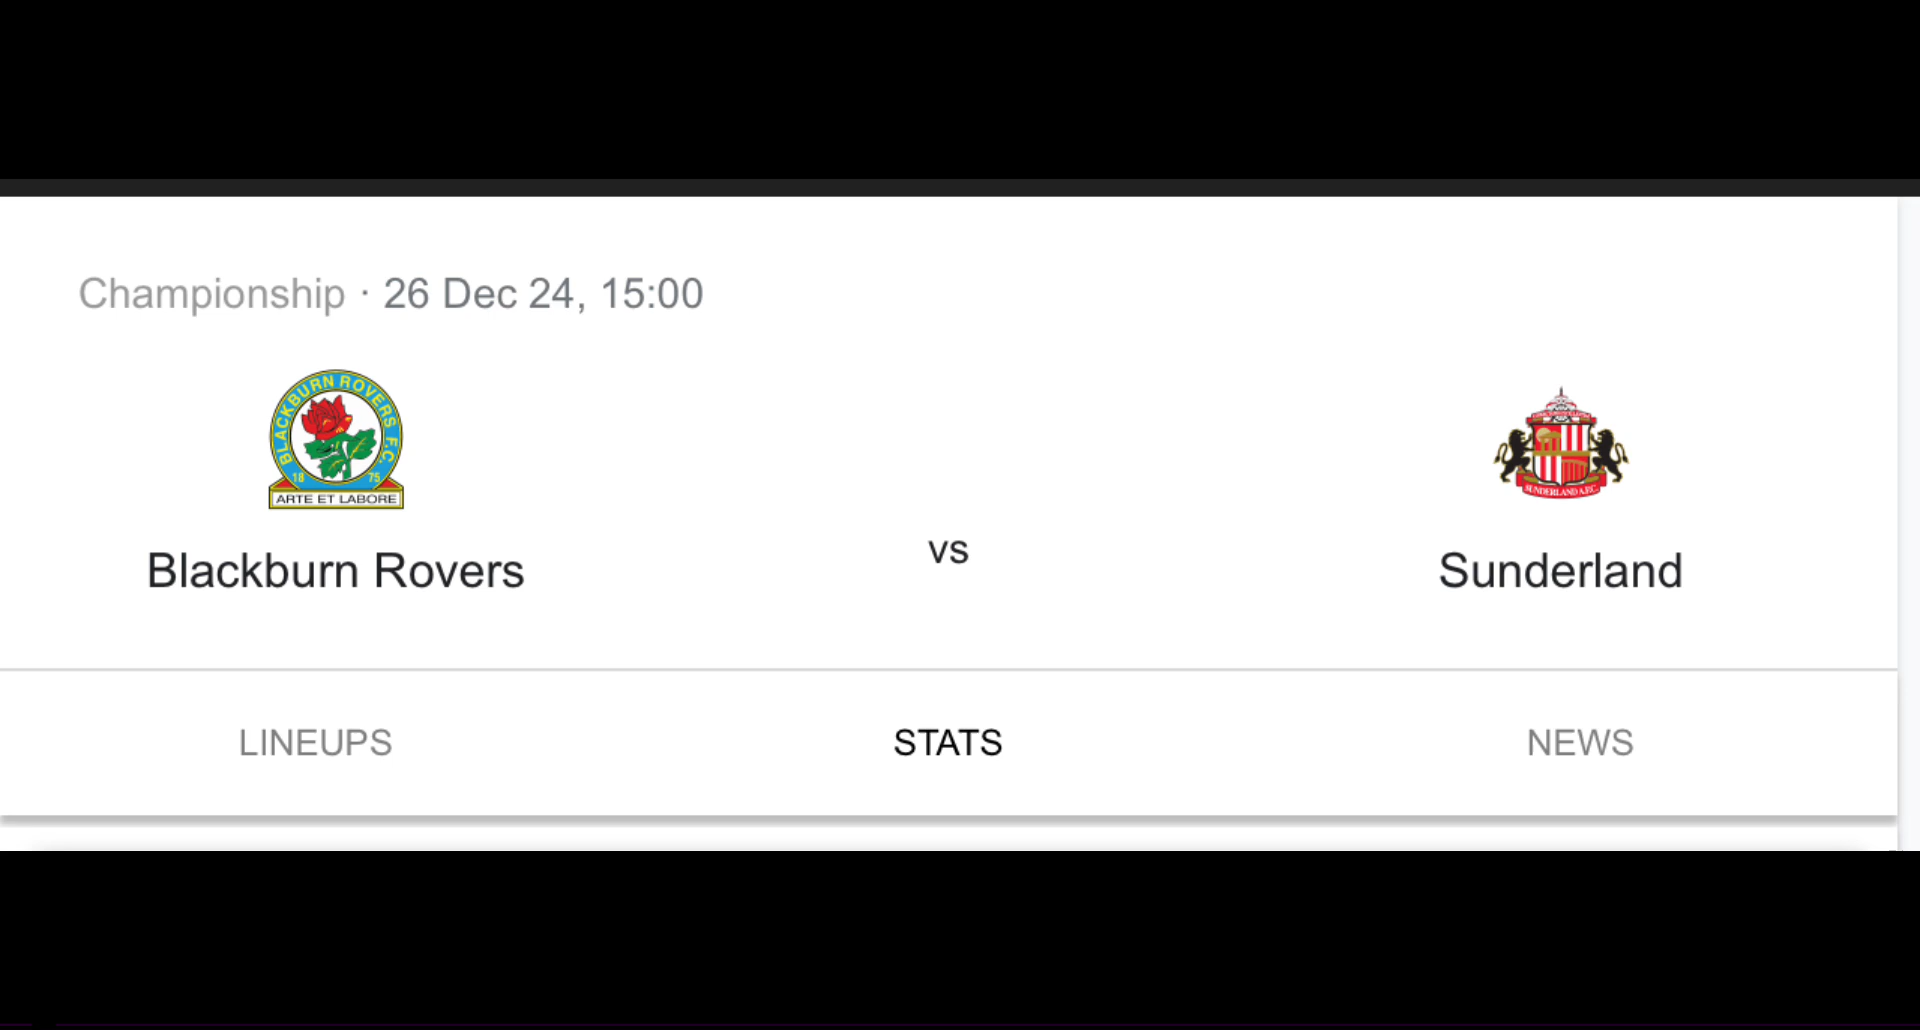 Championship · 26 Dec 24, 15:00
BLACKBURN ROVERS F.C.
18 75
ARTE ET LABORE
SUNDERLAND A.F.C.
Blackburn Rovers
vs
Sunderland
LINEUPS
STATS
NEWS